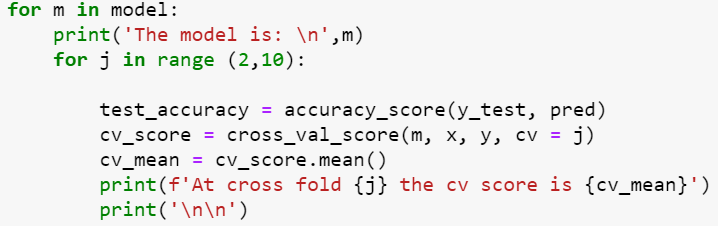 for m in model:
    print('The model is: \n',m)
    for j in range (2,10):

        test_accuracy = accuracy_score(y_test, pred)
        cv_score = cross_val_score(m, x, y, cv = j)
        cv_mean = cv_score.mean()
        print(f'At cross fold {j} the cv score is {cv_mean}')
        print('\n\n')